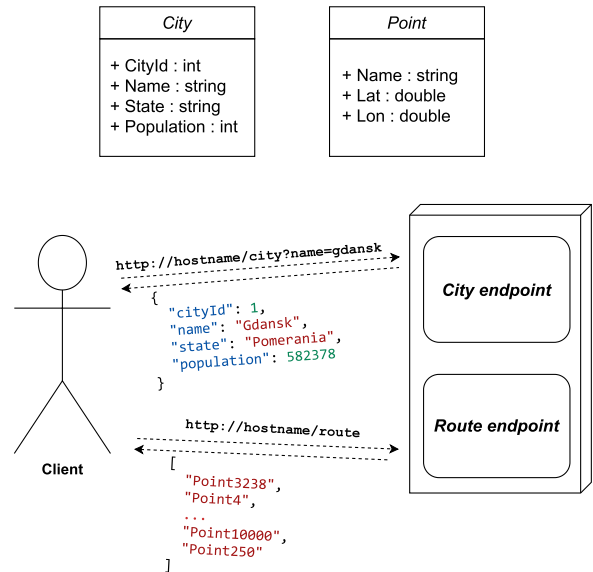 City
+ CityId : int
+ Name : string
+ State : string
+ Population : int
Point
+ Name : string
+ Lat : double
+ Lon : double
http://hostname/city?name=gdansk
{
"cityId": 1,
"name": "Gdansk",
"state": "Pomerania",
"population": 582378
}
City endpoint
http://hostname/route
[
"Point3238",
"Point4",
...
"Point10000",
"Point250"
]
Route endpoint
Client